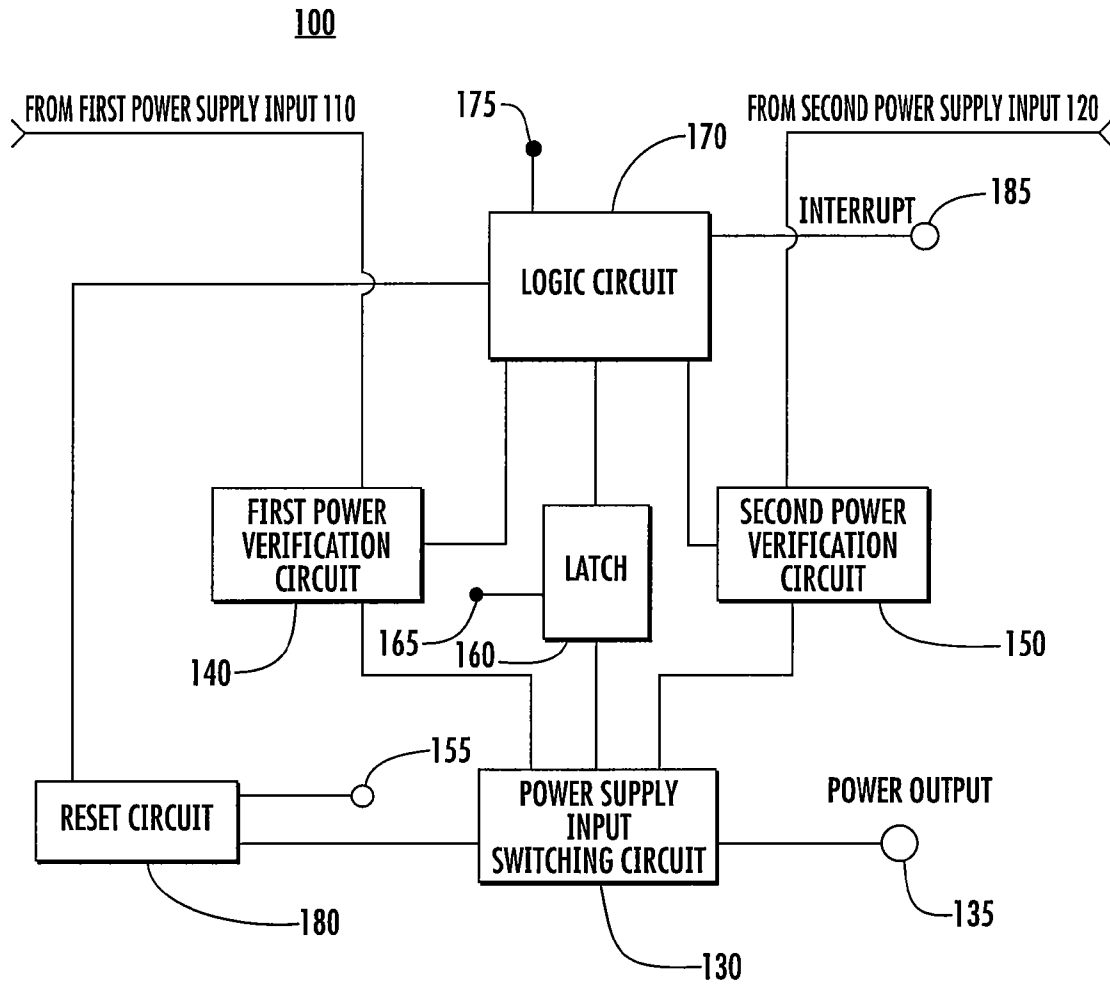 100
FROM FIRST POWER SUPPLY INPUT 110
175
170
FROM SECOND POWER SUPPLY INPUT 120
INTERRUPT
185
LOGIC CIRCUIT
FIRST POWER
VERIFICATION
CIRCUIT
140
LATCH
165
160
SECOND POWER
VERIFICATION
CIRCUIT
150
155
RESET CIRCUIT
180
POWER SUPPLY
INPUT
SWITCHING CIRCUIT
130
POWER OUTPUT
135